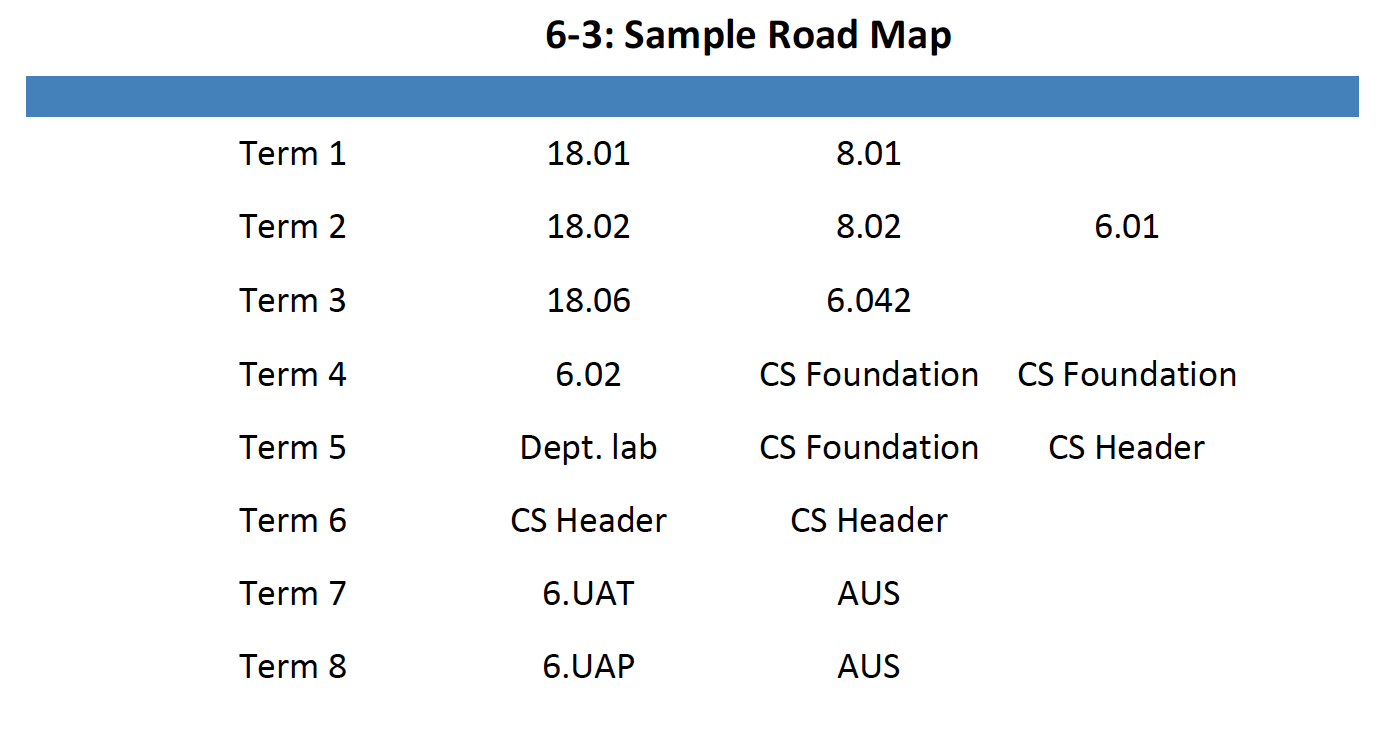 6-3: Sample Road Map
Term 1 18.01 8.01
Term 2 18.02 8.02 6.01
Term 3 18.06 6.042
Term 4 6.02 CS Foundation CS Foundation
Term 5 Dept. lab CS Foundation CS Header
Term 6 CS Header CS Header
Term 7 6.UAT AUS
Term 8 6.UAP AUS